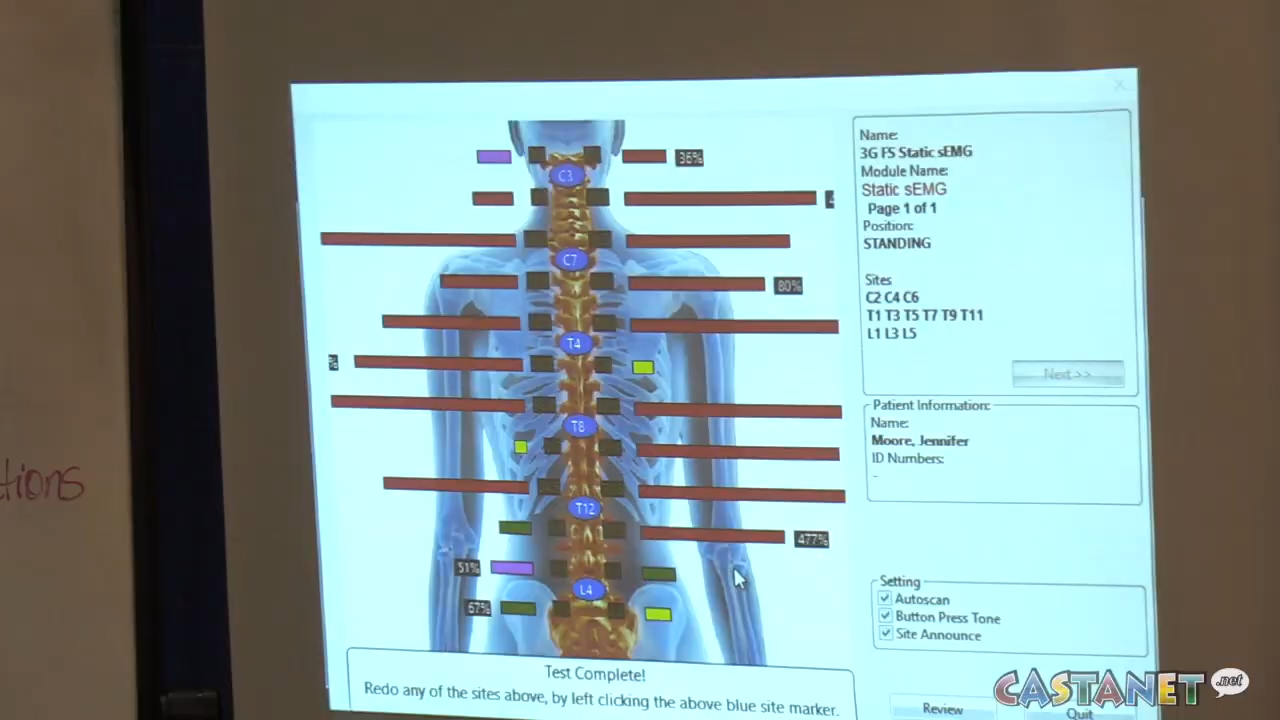 36%
C3
C7
80%
T4
%
T8
T12
477%
51%
L4
67%
Test Complete!
Redo any of the sites above, by left clicking the above blue site marker.
Name:
3G FS Static sEMG
Module Name:
Static sEMG
Page 1 of 1
Position:
STANDING
Sites
C2 C4 C6
T1 T3 T5 T7 T9 T11
L1 L3 L5
Next >>
Patient Information:
Name:
Moore, Jennifer
ID Numbers:
-
Setting
Autoscan
Button Press Tone
Site Announce
Review
Quit
tions
CASTANET.net